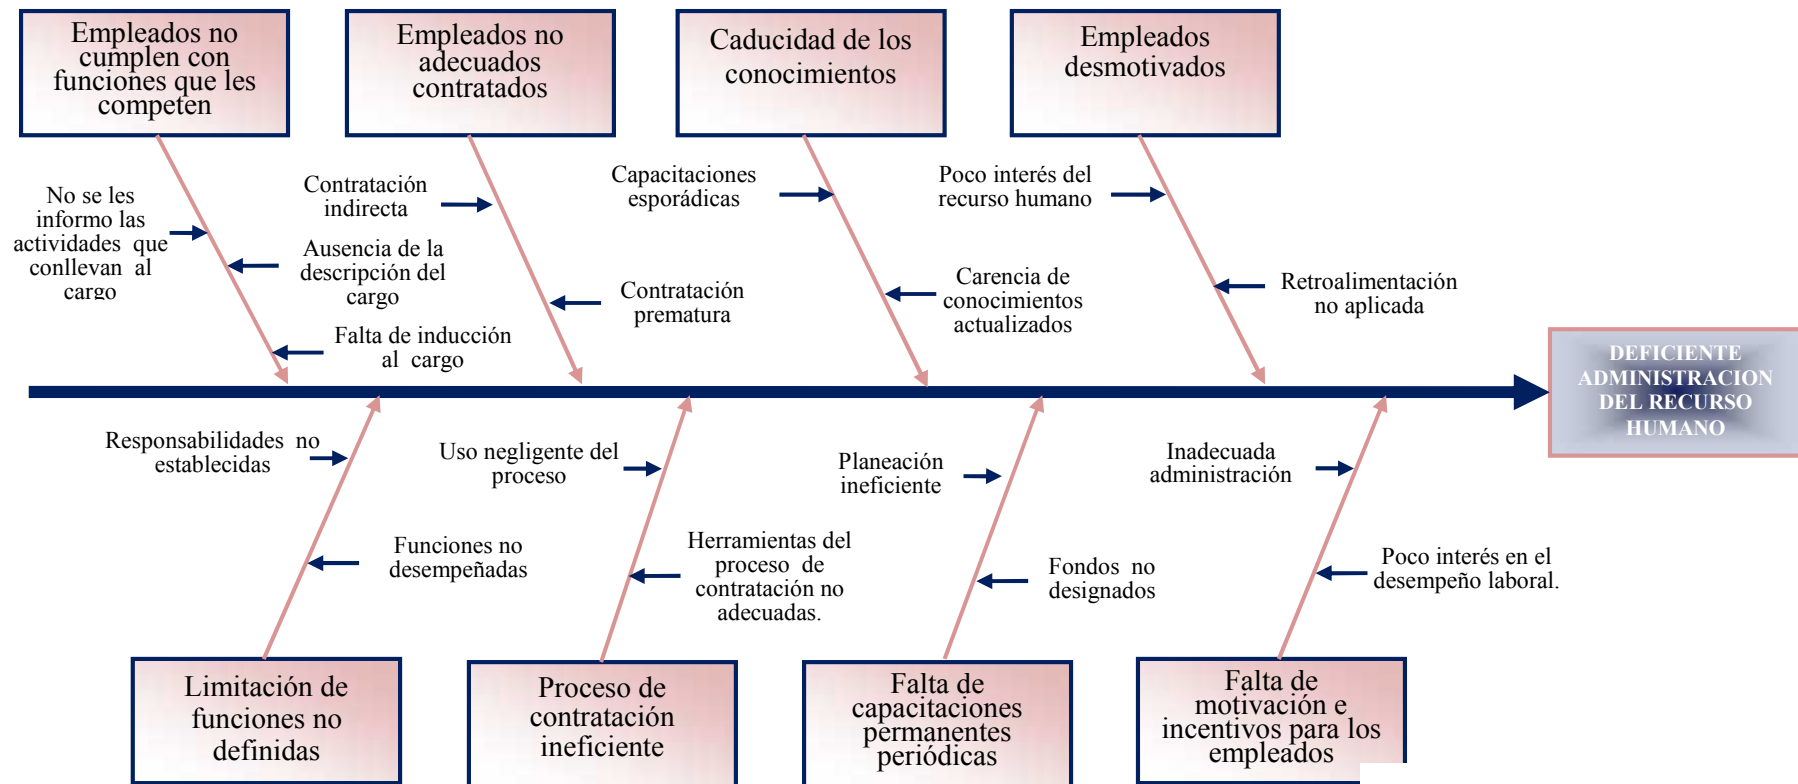 Empleados no
cumplen con
funciones que les
competen
Empleados no
adecuados
contratados
Caducidad de los
conocimientos
Empleados
desmotivados
No se les
informo las
actividades que
conllevan al
cargo
Contratación
indirecta
Ausencia de la
descripción del
cargo
Falta de inducción
al cargo
Contratación
prematura
Capacitaciones
esporádicas
Carencia de
conocimientos
actualizados
Poco interés del
recurso humano
Retroalimentación
no aplicada
DEFICIENTE
ADMINISTRACION
DEL RECURSO
HUMANO
Responsabilidades no
establecidas
Funciones no
desempeñadas
Uso negligente del
proceso
Herramientas del
proceso de
contratación no
adecuadas.
Planeación
ineficiente
Fondos no
designados
Inadecuada
administración
Poco interés en el
desempeño laboral.
Limitación de
funciones no
definidas
Proceso de
contratación
ineficiente
Falta de
capacitaciones
permanentes
periódicas
Falta de
motivación e
incentivos para los
empleados